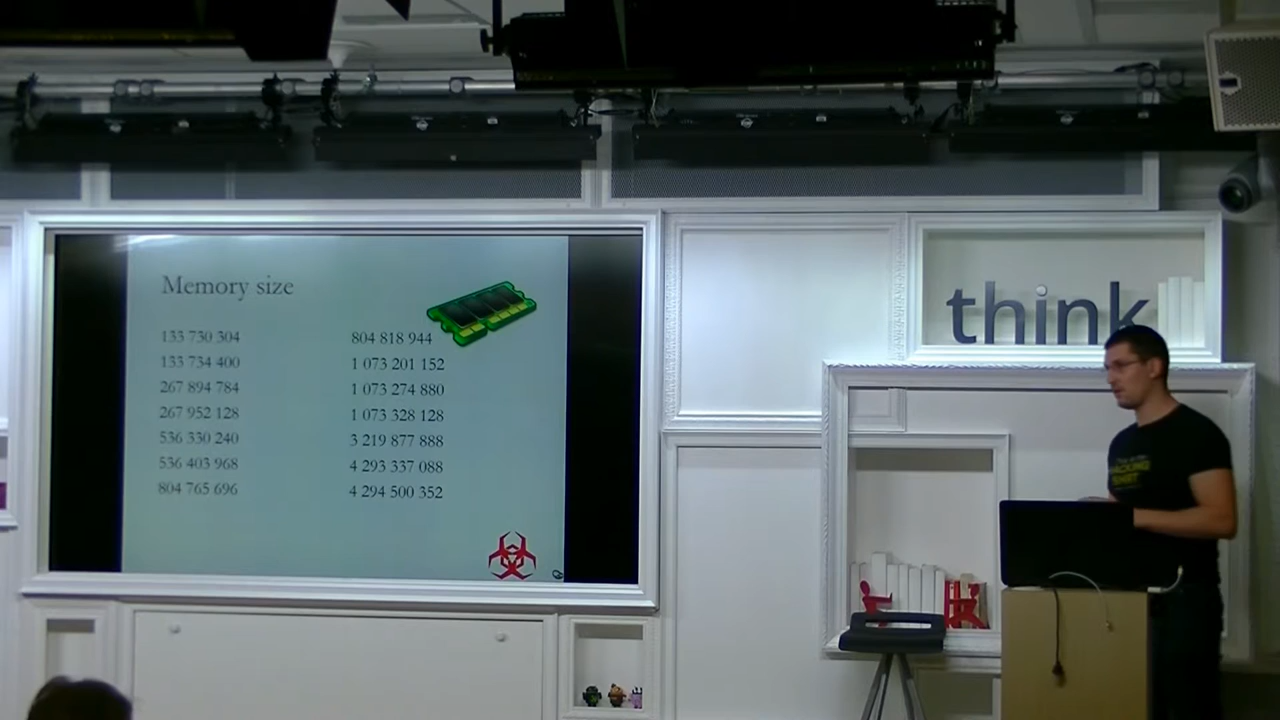 Memory size
133 730 304
133 734 400
267 894 784
267 952 128
536 330 240
536 403 968
804 765 696
804 818 944
1 073 201 152
1 073 274 880
1 073 328 128
3 219 877 888
4 293 337 088
4 294 500 352
think